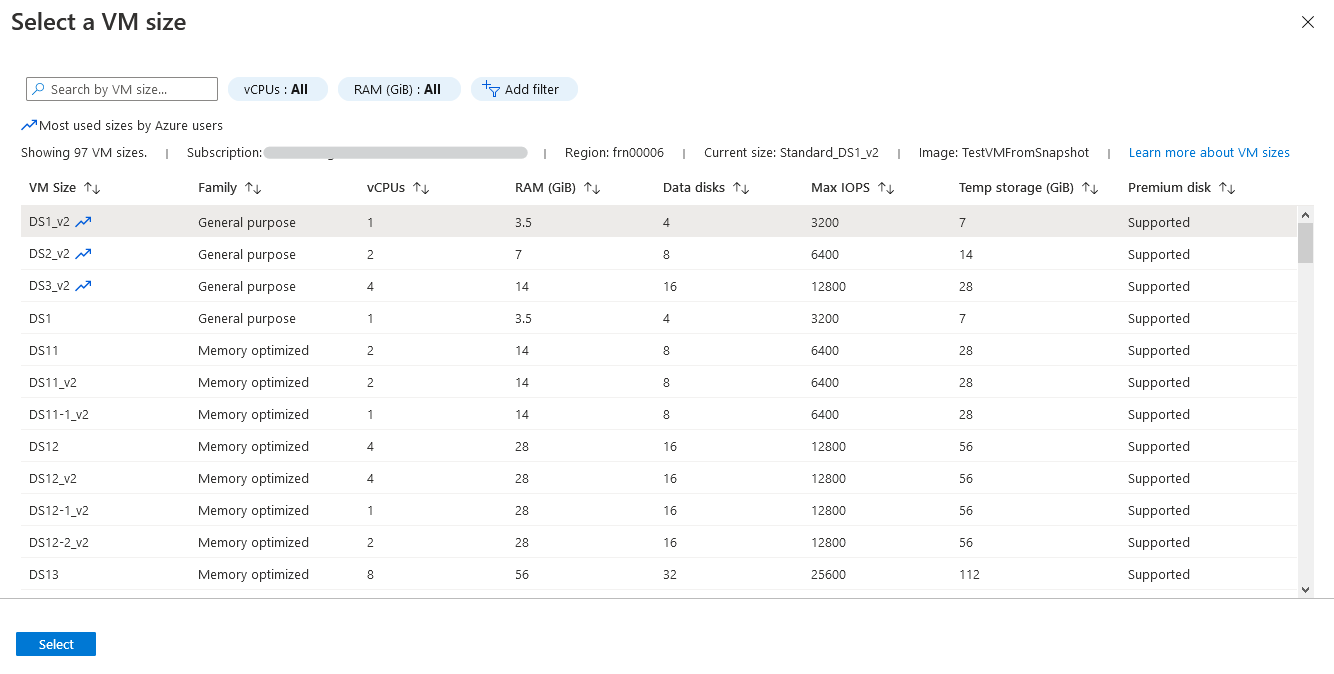 Select a VM size
Search by VM size...
vCPUs : All
RAM (GiB) : All
Add filter
Most used sizes by Azure users
Showing 97 VM sizes. | Subscription: | Region: frn00006 | Current size: Standard_DS1_v2 | Image: TestVMFromSnapshot | Learn more about VM sizes
VM Size Family vCPUs RAM (GiB) Data disks Max IOPS Temp storage (GiB) Premium disk
DS1_v2 General purpose 1 3.5 4 3200 7 Supported
DS2_v2 General purpose 2 7 8 6400 14 Supported
DS3_v2 General purpose 4 14 16 12800 28 Supported
DS1 General purpose 1 3.5 4 3200 7 Supported
DS11 Memory optimized 2 14 8 6400 28 Supported
DS11_v2 Memory optimized 2 14 8 6400 28 Supported
DS11-1_v2 Memory optimized 1 14 8 6400 28 Supported
DS12 Memory optimized 4 28 16 12800 56 Supported
DS12_v2 Memory optimized 4 28 16 12800 56 Supported
DS12-1_v2 Memory optimized 1 28 16 12800 56 Supported
DS12-2_v2 Memory optimized 2 28 16 12800 56 Supported
DS13 Memory optimized 8 56 32 25600 112 Supported
Select